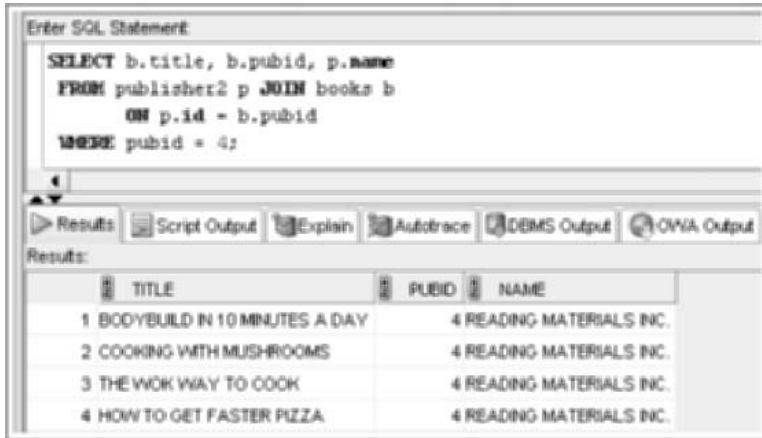 Enter SQL Statement:
SELECT b.title, b.pubid, p.name
FROM publisher2 p JOIN books b
ON p.id = b.pubid
WHERE pubid = 4;
Results Script Output Explain Autotrace DBMS Output OWA Output
Results:
TITLE PUBID NAME
1 BODYBUILD IN 10 MINUTES A DAY 4 READING MATERIALS INC.
2 COOKING WITH MUSHROOMS 4 READING MATERIALS INC.
3 THE WOK WAY TO COOK 4 READING MATERIALS INC.
4 HOW TO GET FASTER PIZZA 4 READING MATERIALS INC.